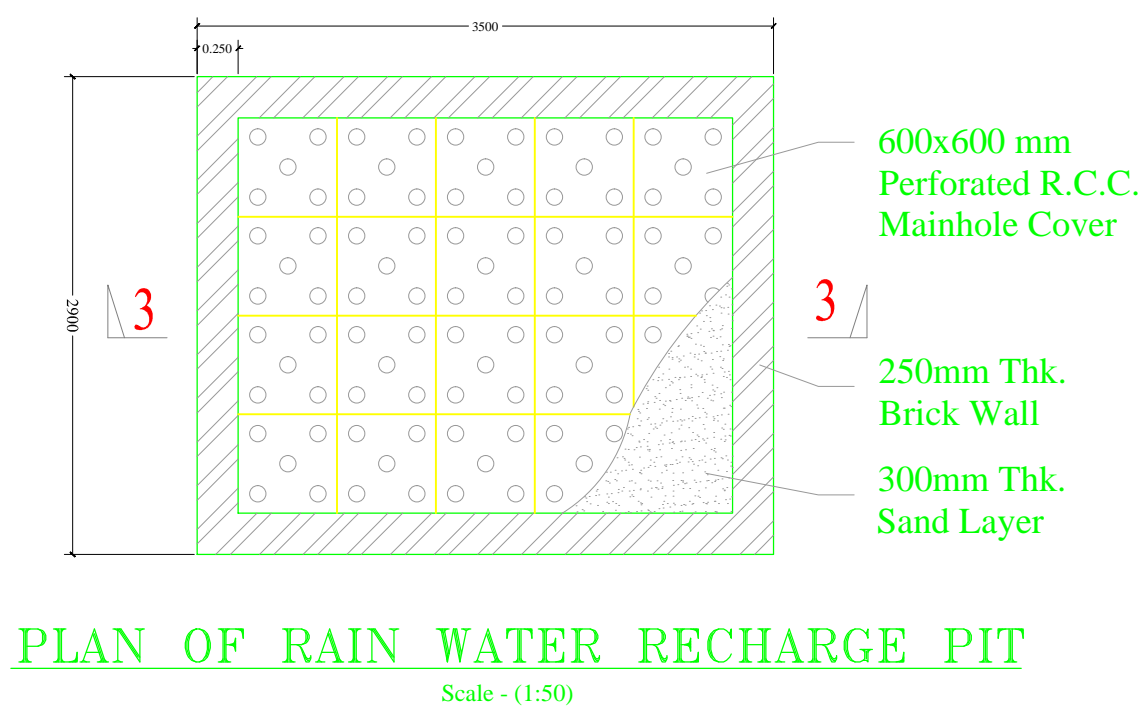 3500
0.250
2900
600x600 mm
Perforated R.C.C.
Mainhole Cover
3
3
250mm Thk.
Brick Wall
300mm Thk.
Sand Layer
PLAN OF RAIN WATER RECHARGE PIT
Scale - (1:50)